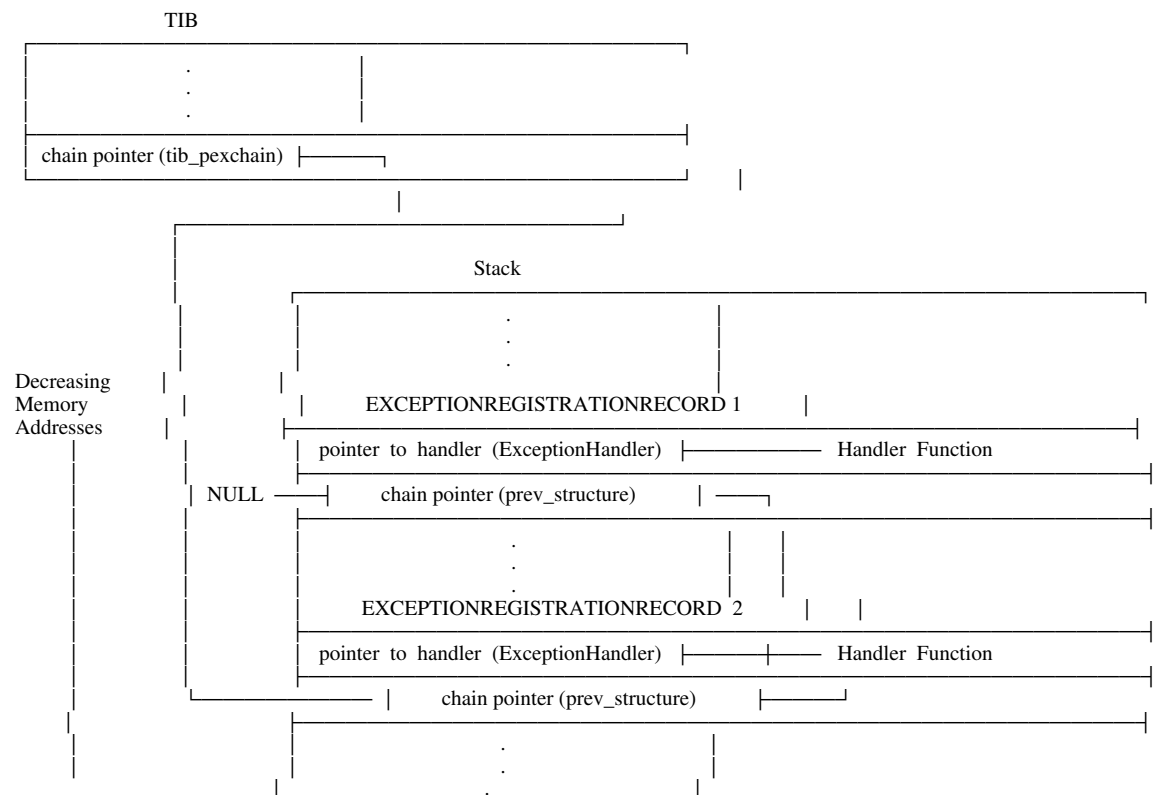 TIB
.
.
.
chain pointer (tib_pexchain)
Stack
.
.
.
Decreasing
Memory EXCEPTIONREGISTRATIONRECORD 1
Addresses
pointer to handler (ExceptionHandler) Handler Function
NULL chain pointer (prev_structure)
.
.
.
EXCEPTIONREGISTRATIONRECORD 2
pointer to handler (ExceptionHandler) Handler Function
chain pointer (prev_structure)
.
.
.